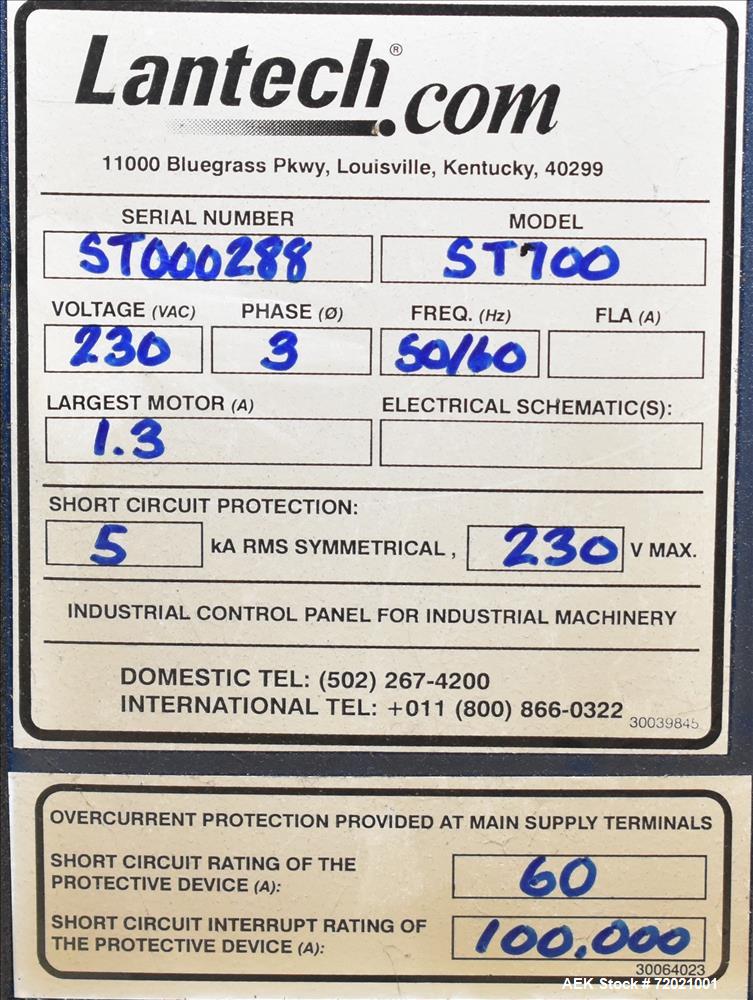 Lantech®.com
11000 Bluegrass Pkwy, Louisville, Kentucky, 40299
SERIAL NUMBER MODEL
ST000288 ST700
VOLTAGE (VAC) PHASE (Ø) FREQ. (Hz) FLA (A)
230 3 50/60
LARGEST MOTOR (A) ELECTRICAL SCHEMATIC(S):
1.3
SHORT CIRCUIT PROTECTION:
5 kA RMS SYMMETRICAL , 230 V MAX.
INDUSTRIAL CONTROL PANEL FOR INDUSTRIAL MACHINERY
DOMESTIC TEL: (502) 267-4200
INTERNATIONAL TEL: +011 (800) 866-0322
30039845
OVERCURRENT PROTECTION PROVIDED AT MAIN SUPPLY TERMINALS
SHORT CIRCUIT RATING OF THE
PROTECTIVE DEVICE (A): 60
SHORT CIRCUIT INTERRUPT RATING OF
THE PROTECTIVE DEVICE (A): 100,000
30064023
AEK Stock # 72021001